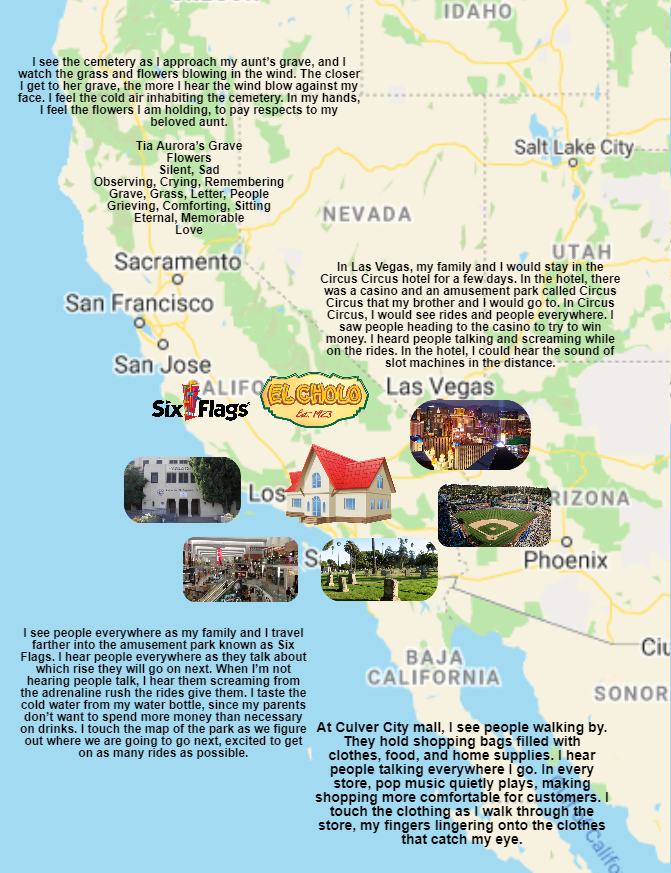 OREGON
IDAHO
I see the cemetery as I approach my aunt's grave, and I
watch the grass and flowers blowing in the wind. The closer
I get to her grave, the more I hear the wind blow against my
face. I feel the cold air inhabiting the cemetery. In my hands,
I feel the flowers I am holding, to pay respects to my
beloved aunt.
Tia Aurora's Grave
Flowers
Silent, Sad
Observing, Crying, Remembering
Grave, Grass, Letter, People
Grieving, Comforting, Sitting
Eternal, Memorable
Love
Salt Lake City
NEVADA
UTAH
Sacramento
San Francisco
San Jose
In Las Vegas, my family and I would stay in the
Circus Circus hotel for a few days. In the hotel, there
was a casino and an amusement park called Circus
Circus that my brother and I would go to. In Circus
Circus, I would see rides and people everywhere. I
saw people heading to the casino to try to win
money. I heard people talking and screaming while
on the rides. In the hotel, I could hear the sound of
slot machines in the distance.
ALIFO
Las Vegas
Six Flags
EL CHOLO
Est. 1923
Los
RIZONA
S
Phoenix
I see people everywhere as my family and I travel
farther into the amusement park known as Six
Flags. I hear people everywhere as they talk about
which rise they will go on next. When I'm not
hearing people talk, I hear them screaming from
the adrenaline rush the rides give them. I taste the
cold water from my water bottle, since my parents
don't want to spend more money than necessary
on drinks. I touch the map of the park as we figure
out where we are going to go next, excited to get
on as many rides as possible.
BAJA
CALIFORNIA
Ciu
SONOR
At Culver City mall, I see people walking by.
They hold shopping bags filled with
clothes, food, and home supplies. I hear
people talking everywhere I go. In every
store, pop music quietly plays, making
shopping more comfortable for customers. I
touch the clothing as I walk through the
store, my fingers lingering onto the clothes
that catch my eye.